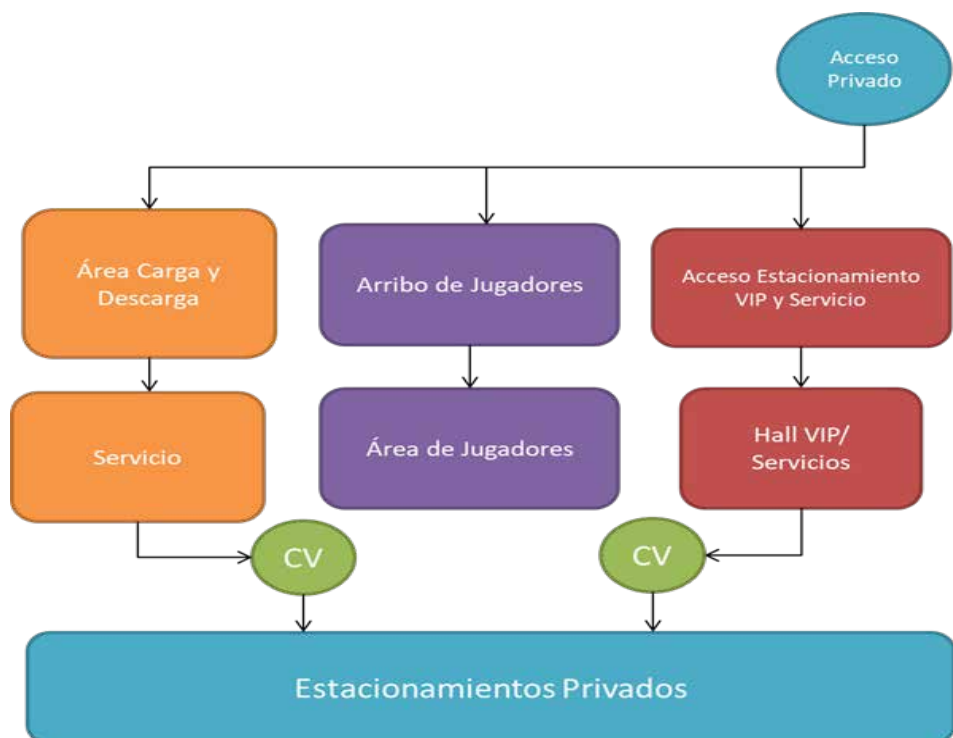 Acceso
Privado
Área Carga y
Descarga
Arribo de Jugadores
Acceso Estacionamiento
VIP y Servicio
Servicio
Área de Jugadores
Hall VIP/
Servicios
CV
CV
Estacionamientos Privados